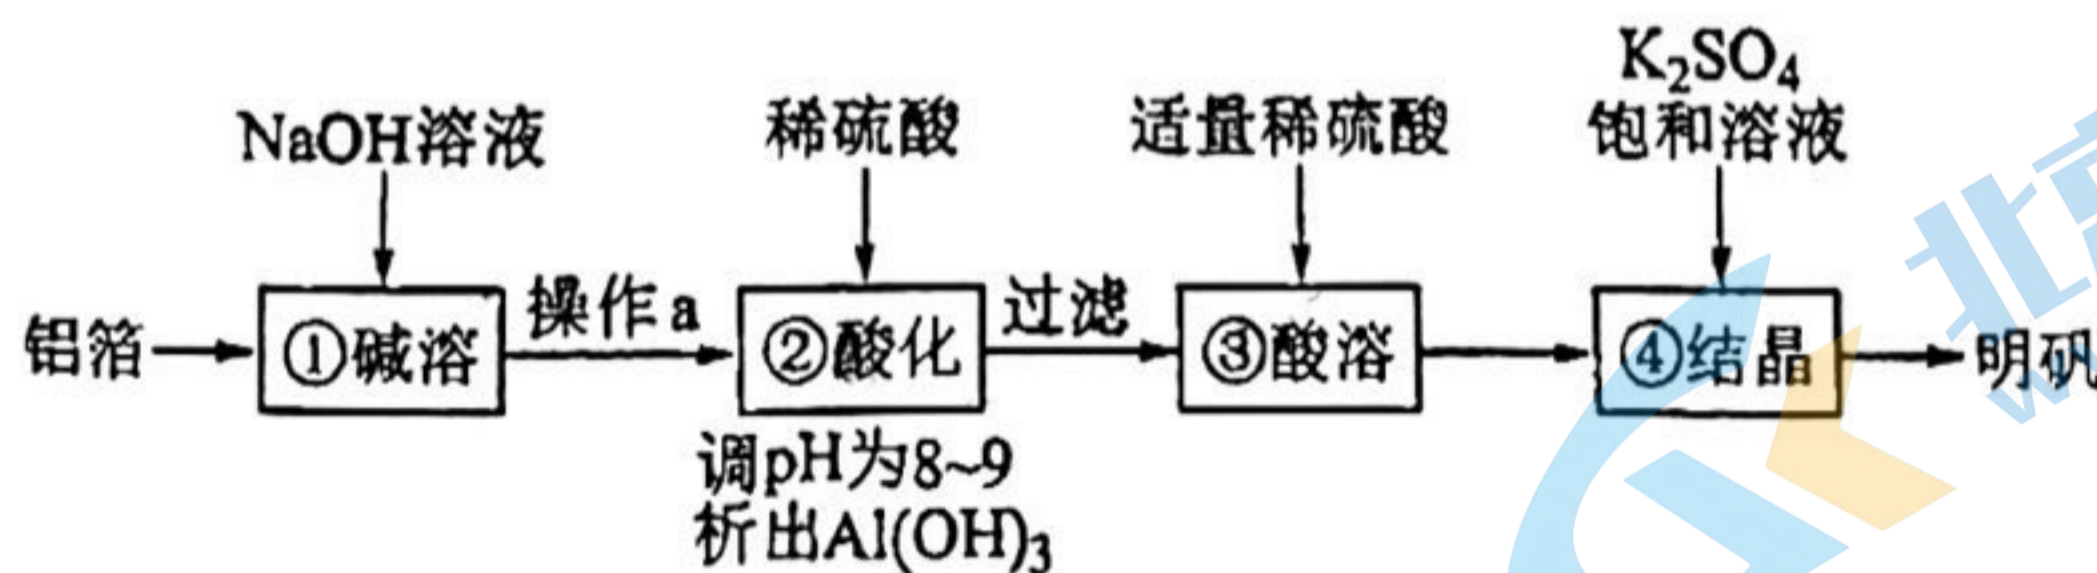 K₂SO₄
饱和溶液
NaOH溶液
稀硫酸
适量稀硫酸
铝箔
①碱溶
操作a
②酸化
过滤
③酸溶
④结晶
明矾
调pH为8~9
析出Al(OH)₃
北